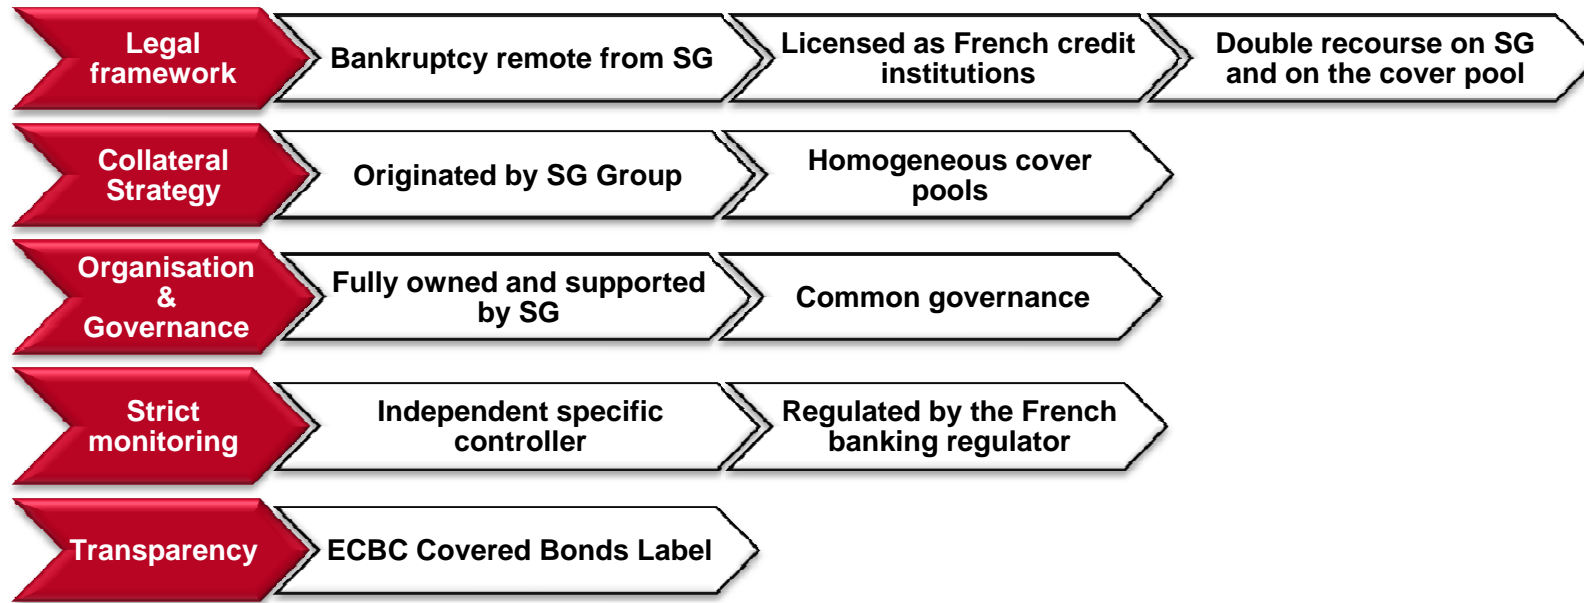 Legal
framework
Bankruptcy remote from SG
Licensed as French credit
institutions
Double recourse on SG
and on the cover pool
Collateral
Strategy
Originated by SG Group
Homogeneous cover
pools
Organisation
&
Governance
Fully owned and supported
by SG
Common governance
Strict
monitoring
Independent specific
controller
Regulated by the French
banking regulator
Transparency
ECBC Covered Bonds Label